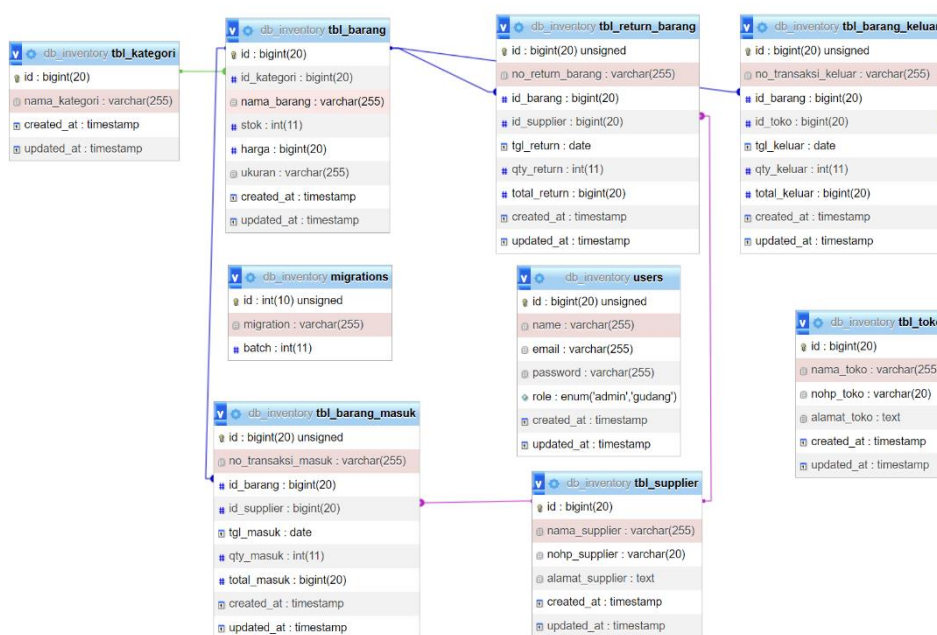 db_inventory tbl_kategori
id : bigint(20)
nama_kategori : varchar(255)
created_at : timestamp
updated_at : timestamp
db_inventory tbl_barang
id : bigint(20)
id_kategori : bigint(20)
nama_barang : varchar(255)
stok : int(11)
harga : bigint(20)
ukuran : varchar(255)
created_at : timestamp
updated_at : timestamp
db_inventory tbl_return_barang
id : bigint(20) unsigned
no_return_barang : varchar(255)
id_barang : bigint(20)
id_supplier : bigint(20)
tgl_return : date
qty_return : int(11)
total_return : bigint(20)
created_at : timestamp
updated_at : timestamp
db_inventory tbl_barang_keluar
id : bigint(20) unsigned
no_transaksi_keluar : varchar(255)
id_barang : bigint(20)
id_toko : bigint(20)
tgl_keluar : date
qty_keluar : int(11)
total_keluar : bigint(20)
created_at : timestamp
updated_at : timestamp
db_inventory migrations
id : int(10) unsigned
migration : varchar(255)
batch : int(11)
db_inventory users
id : bigint(20) unsigned
name : varchar(255)
email : varchar(255)
password : varchar(255)
role : enum('admin','gudang')
created_at : timestamp
updated_at : timestamp
db_inventory tbl_toko
id : bigint(20)
nama_toko : varchar(255
nohp_toko : varchar(20)
alamat_toko : text
created_at : timestamp
updated_at : timestamp
db_inventory tbl_barang_masuk
id : bigint(20) unsigned
no_transaksi_masuk : varchar(255)
id_barang : bigint(20)
id_supplier : bigint(20)
tgl_masuk : date
qty_masuk : int(11)
total_masuk : bigint(20)
created_at : timestamp
updated_at : timestamp
db_inventory tbl_supplier
id : bigint(20)
nama_supplier : varchar(255)
nohp_supplier : varchar(20)
alamat_supplier : text
created_at : timestamp
updated_at : timestamp